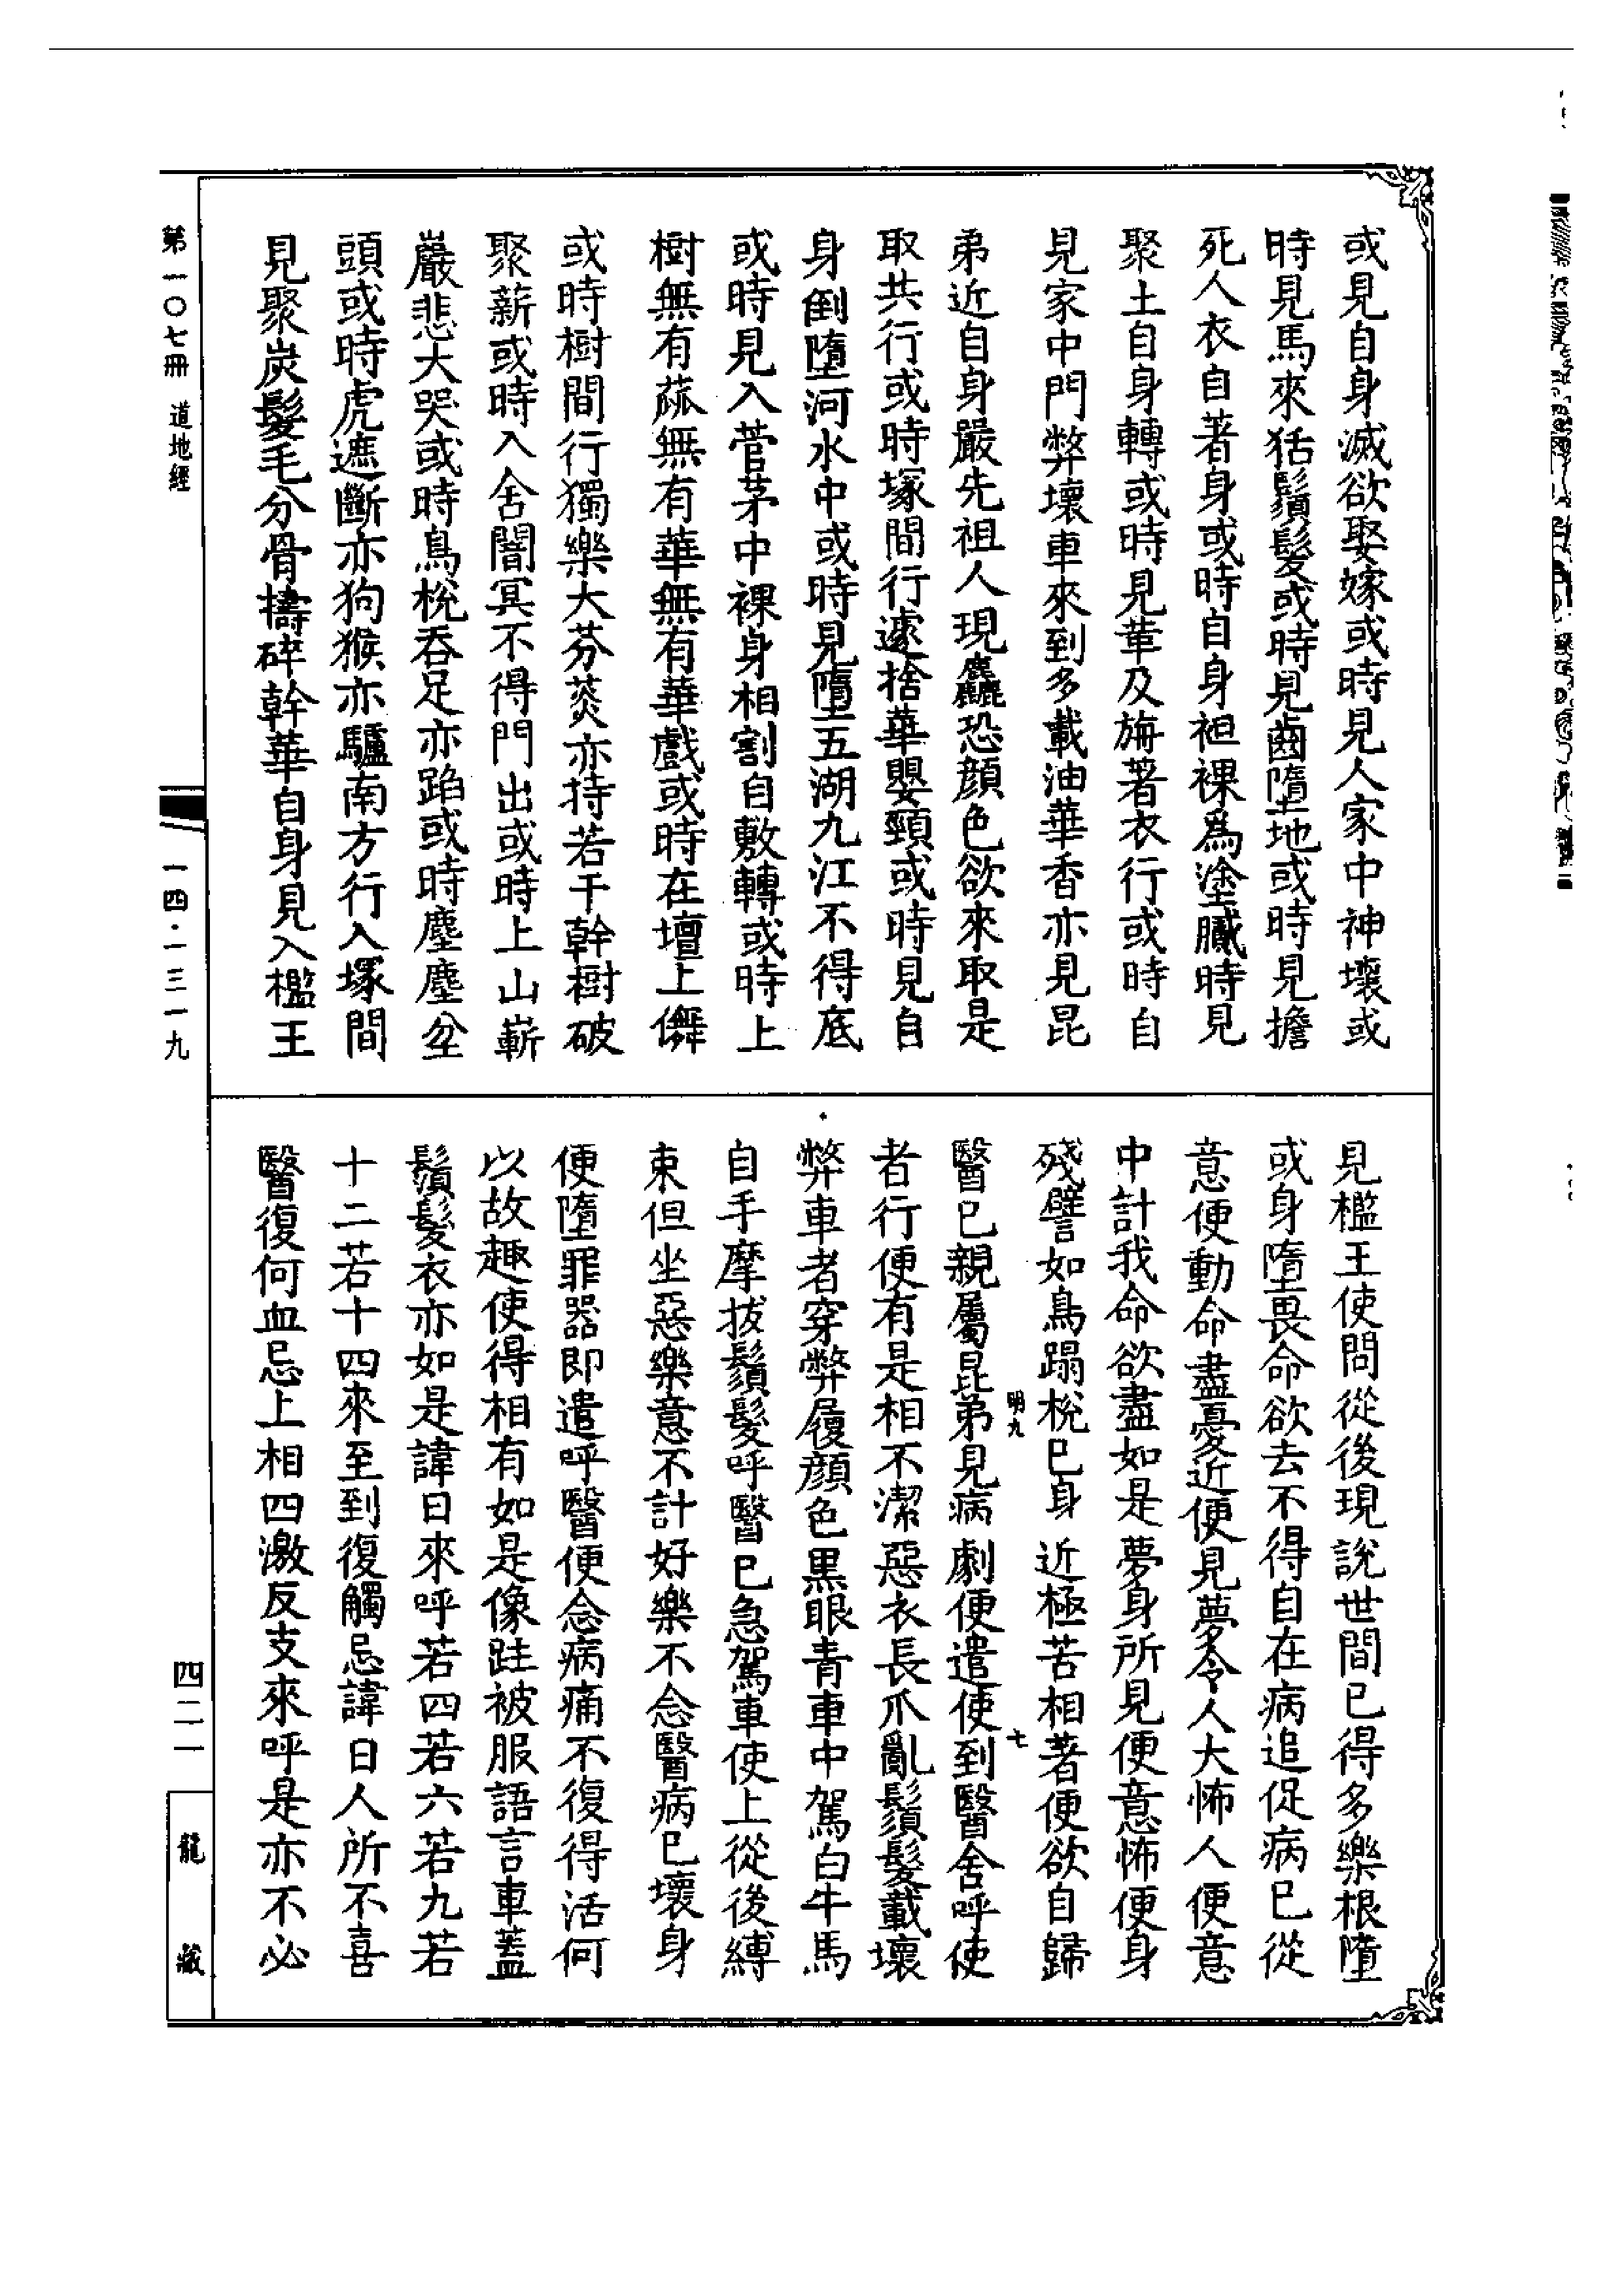 或見自身滅欲娶嫁或時見人家中神壞或
時見馬來狧鬚髮或時見齒墮地或時見擔
死人衣自著身或時自身袒裸爲塗膩時見
聚土自身轉或時見革及旃著衣行或時自
見家中門弊壞車來到多載油華香亦見昆
弟近自身嚴先祖人現麤恐顏色欲來取是
取共行或時塚間行遽捨華嬰頸或時見自
身倒墮河水中或時見墮五湖九江不得底
或時見入菅茅中裸身相割自敷轉或時上
樹無有蓏無有華無有華戲或時在壇上儛
或時樹間行獨樂大芬荻亦持若干幹樹破
聚薪或時入舍闇冥不得門出或時上山嶄
巖悲大哭或時鳥梲吞足亦蹈或時塵塵坌
頭或時虎遮斷亦狗猴亦驢南方行入塚間
見聚炭髮毛分骨擣碎幹華自身見入檻王
見檻王使問從後現說世間已得多樂根墮
或身墮畏命欲去不得自在病追促病已從
意便動命盡憂近便見夢令人大怖人便意
中計我命欲盡如是夢身所見便意怖便身
殘譬如鳥蹋梲已身近極苦相著便欲自歸
醫已親屬昆弟見病劇便遣使到醫舍呼使
者行便有是相不潔惡衣長爪亂鬚髮載壞
弊車者穿弊履顏色黒眼青車中駕白牛馬
自手摩拔鬚髮呼醫已急駕車使上從後縛
束但坐惡樂意不計好樂不念醫病已壞身
便墮罪器即遣呼醫便念病痛不復得活何
以故趣使得相有如是像跓被服語言車蓋
鬚髮衣亦如是諱日來呼若四若六若九若
十二若十四來至到復觸忌諱日人所不喜
醫復何血忌上相四激反支來呼是亦不必
明九
七
第一〇七冊 道地經
一四·一三一九
四二一
龍藏